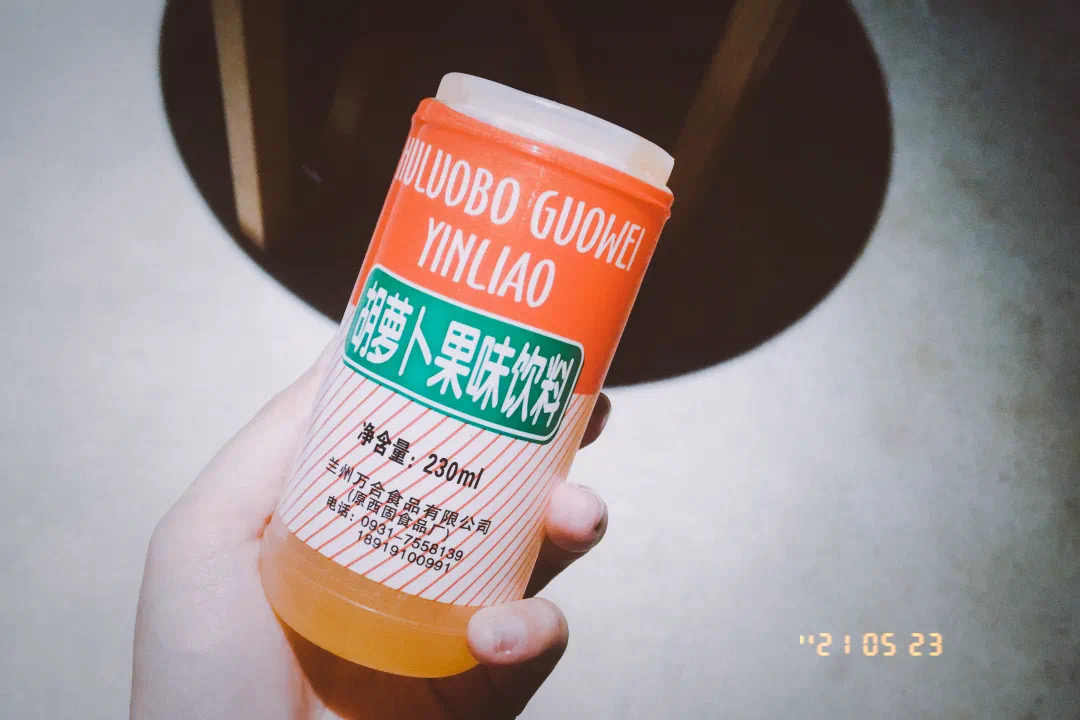 HULUOBO GUOWEI
YINLIAO
胡萝卜果味饮料
净含量：230ml
兰州万合食品有限公司
(原西固食品厂)
电话：0931-7558139
18919100991
"21 05 23